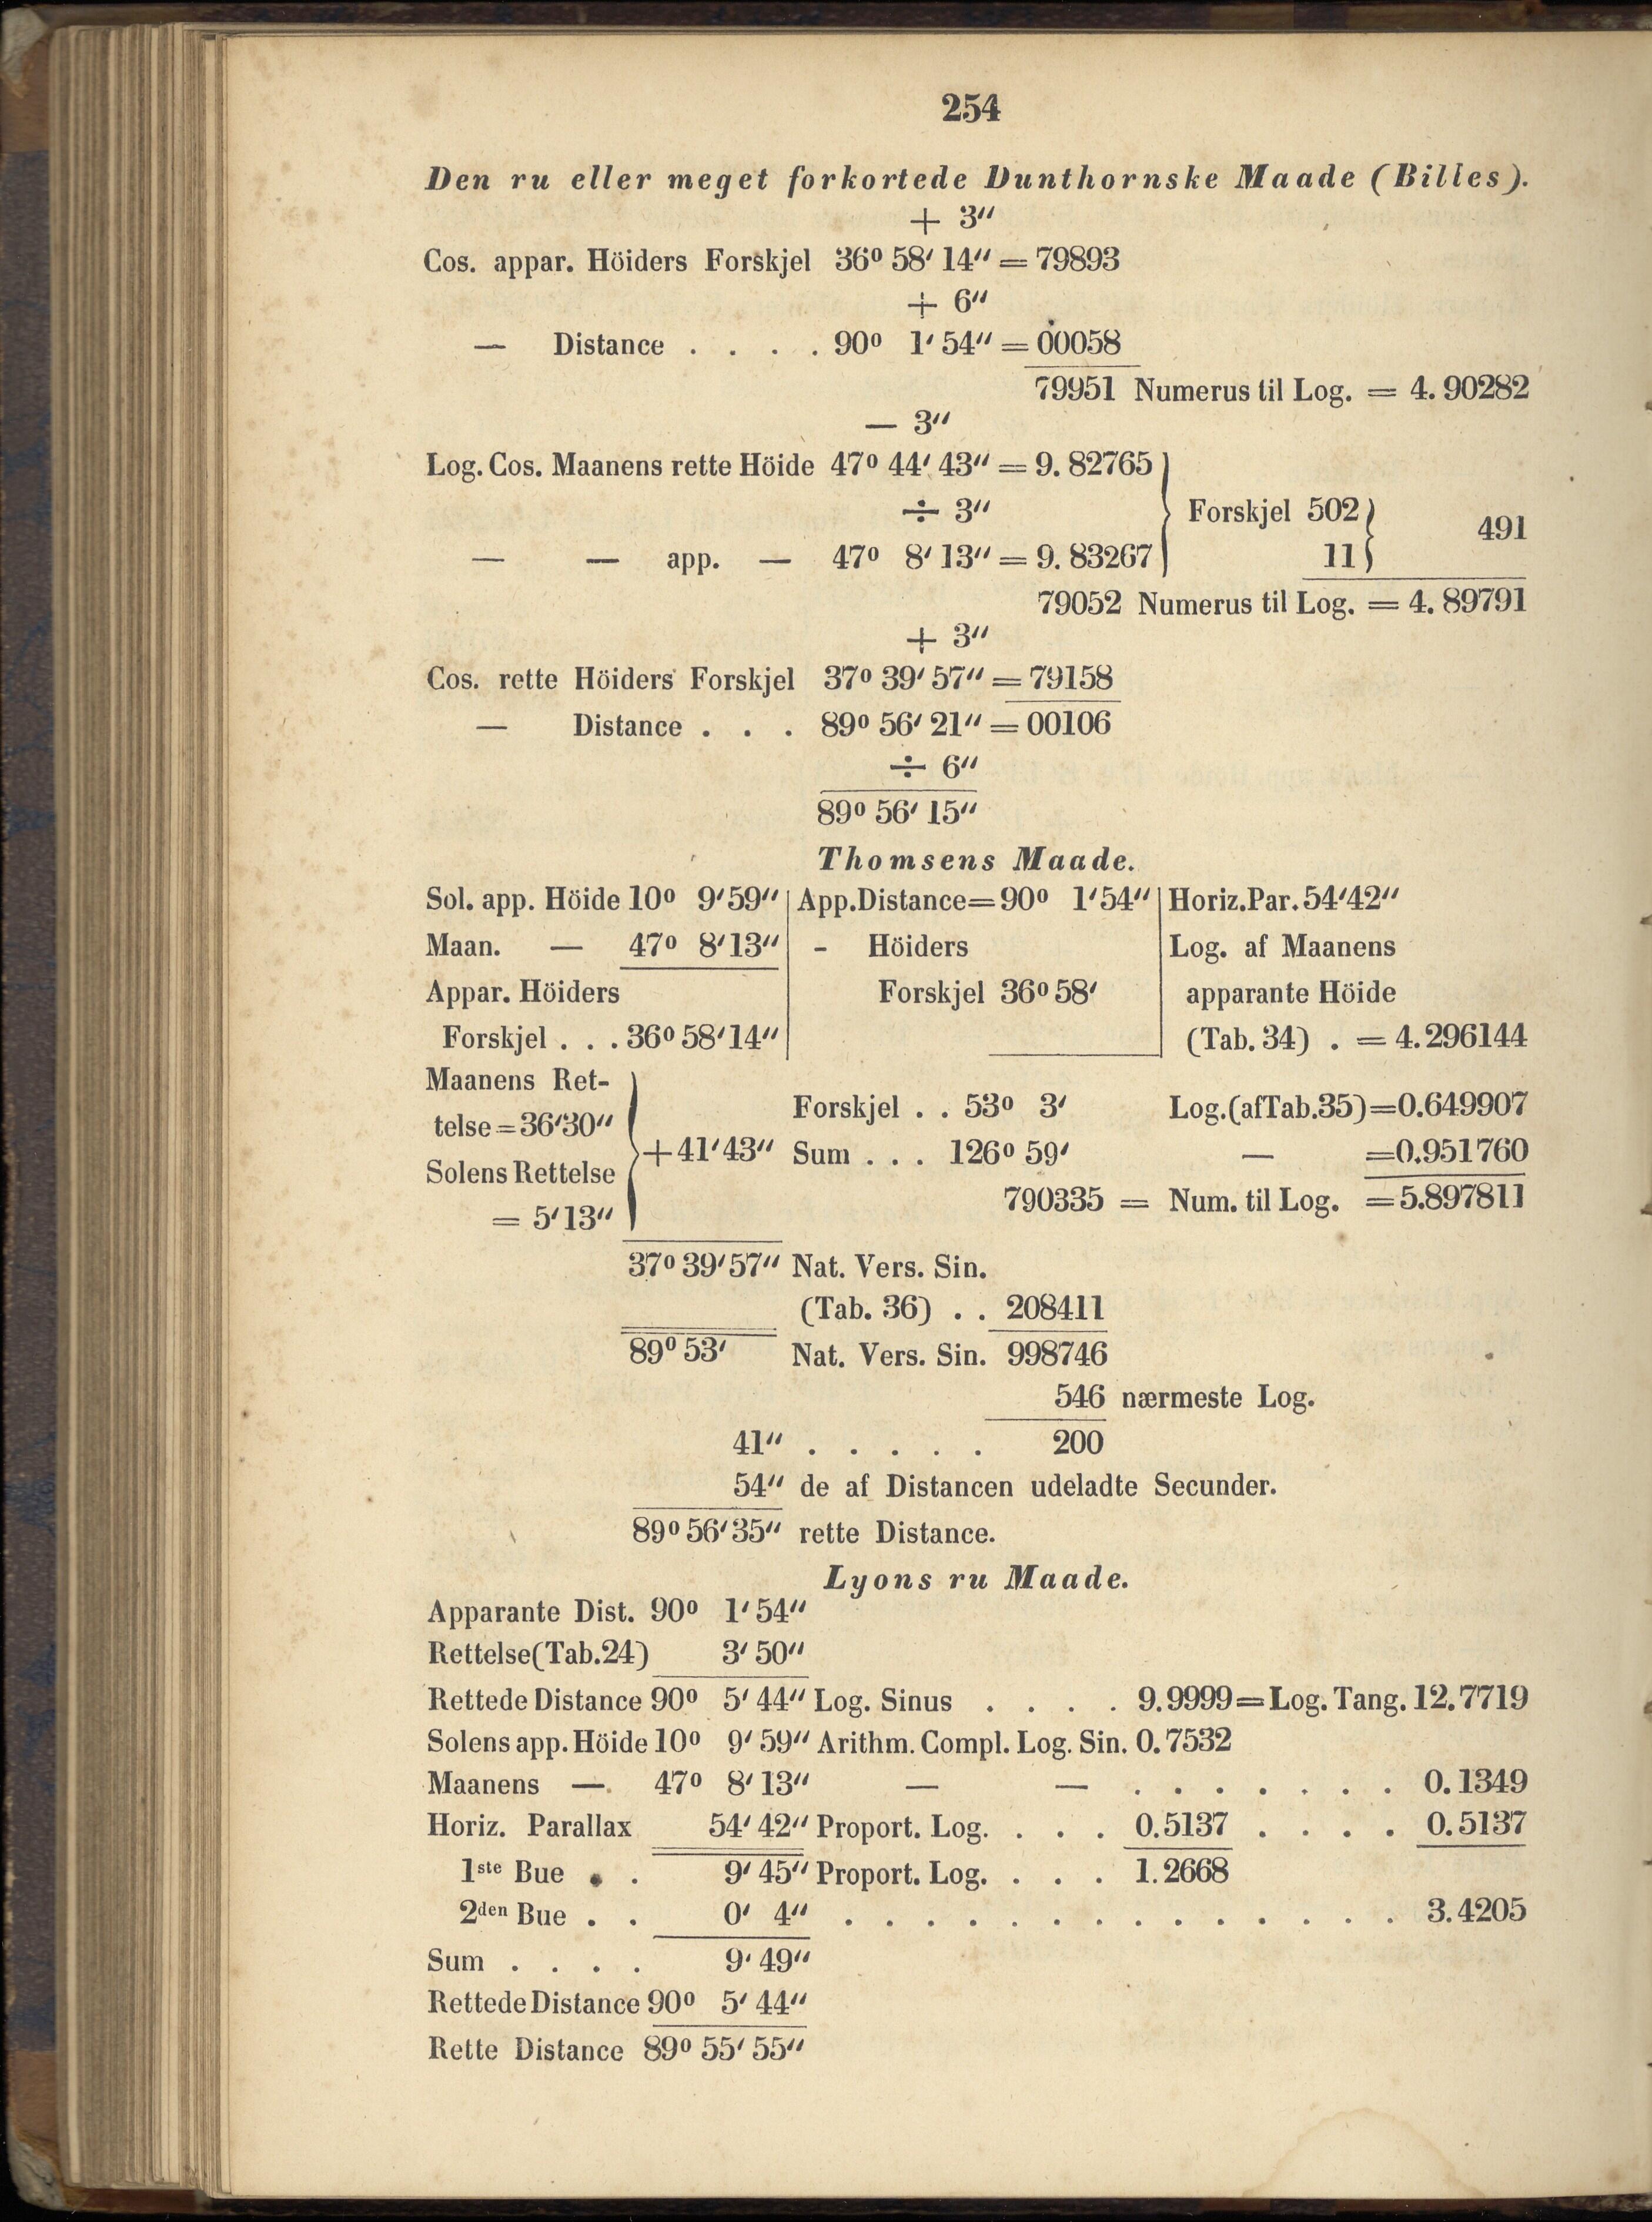 254
Den ru eller meget forkortede Dunthornske Maade (Billes).
+ 3″
Cos. appar. Höiders Forskjel 36° 58′ 14″ = 79893
+ 6″
— Distance . . . . 90° 1′ 54″ = 00058
79951 Numerus til Log. = 4. 90282
— 3″
Log. Cos. Maanens rette Höide 47° 44′ 43″ = 9. 82765
÷ 3″ Forskjel 502
491
— — app. — 47° 8′ 13″ = 9. 83267 11
79052 Numerus til Log. = 4. 89791
+ 3″
Cos. rette Höiders Forskjel 37° 39′ 57″ = 79158
— Distance . . . 89° 56′ 21″ = 00106
÷ 6″
89° 56′ 15″
Thomsens Maade.
Sol. app. Höide 10° 9′ 59″ | App. Distance = 90° 1′ 54″ | Horiz. Par. 54′ 42″
Maan. — 47° 8′ 13″ | - Höiders | Log. af Maanens
Appar. Höiders | Forskjel 36° 58′ | apparante Höide
Forskjel . . . 36° 58′ 14″ | (Tab. 34) . = 4. 296144
Maanens Ret-
telse = 36′ 30″ Forskjel . . 53° 3′ Log. (af Tab. 35) = 0.649907
+ 41′ 43″ Sum . . . 126° 59′ — = 0.951760
Solens Rettelse
= 5′ 13″ 790335 = Num. til Log. = 5.897811
37° 39′ 57″ Nat. Vers. Sin.
(Tab. 36) . . 208411
89° 53′ Nat. Vers. Sin. 998746
546 nærmeste Log.
41″ . . . . . 200
54″ de af Distancen udeladte Secunder.
89° 56′ 35″ rette Distance.
Lyons ru Maade.
Apparante Dist. 90° 1′ 54″
Rettelse (Tab. 24) 3′ 50″
Rettede Distance 90° 5′ 44″ Log. Sinus . . . . 9.9999 = Log. Tang. 12.7719
Solens app. Höide 10° 9′ 59″ Arithm. Compl. Log. Sin. 0. 7532
Maanens — 47° 8′ 13″ — — . . . . . . . 0. 1349
Horiz. Parallax 54′ 42″ Proport. Log. . . . 0.5137 . . . . 0. 5137
1ste Bue . . 9′ 45″ Proport. Log. . . . 1. 2668
2den Bue . . 0′ 4″ . . . . . . . . . . . . . . 3. 4205
Sum . . . . 9′ 49″
Rettede Distance 90° 5′ 44″
Rette Distance 89° 55′ 55″